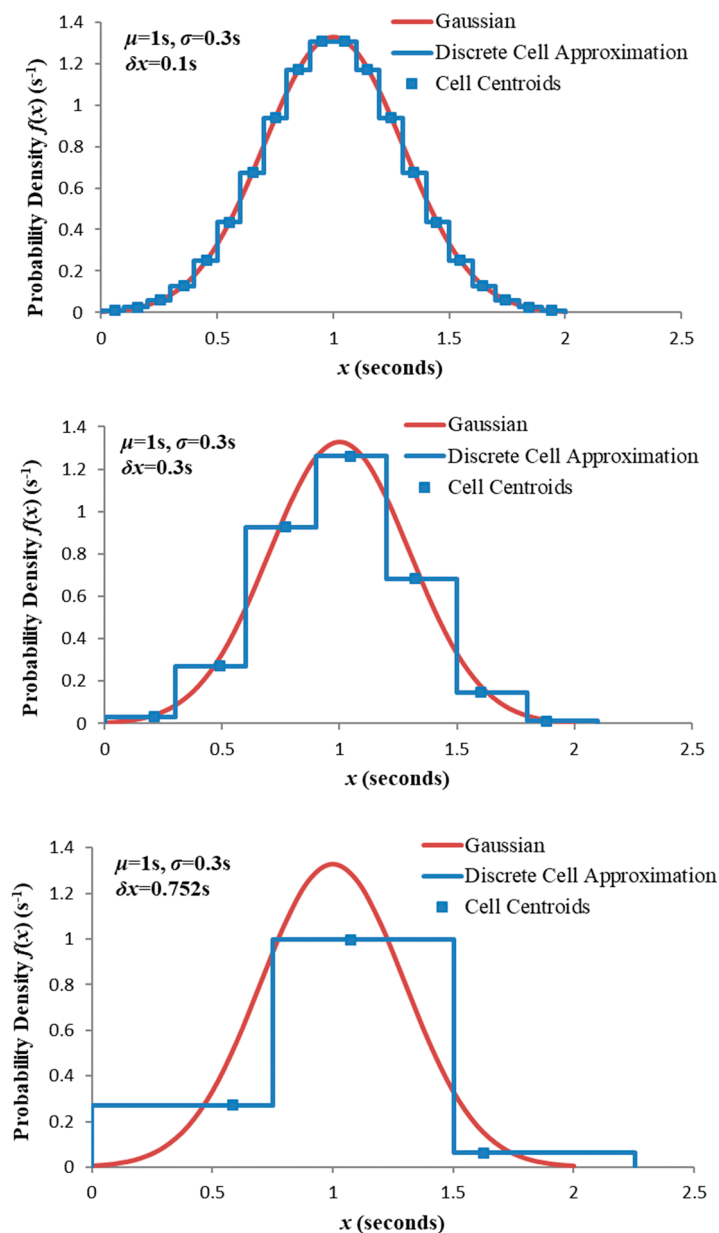 μ=1s, σ=0.3s
δx=0.1s
Gaussian
Discrete Cell Approximation
Cell Centroids
Probability Density f(x) (s⁻¹)
1.4
1.2
1
0.8
0.6
0.4
0.2
0
0 0.5 1 1.5 2 2.5
x (seconds)
μ=1s, σ=0.3s
δx=0.3s
Gaussian
Discrete Cell Approximation
Cell Centroids
Probability Density f(x) (s⁻¹)
1.4
1.2
1
0.8
0.6
0.4
0.2
0
0 0.5 1 1.5 2 2.5
x (seconds)
μ=1s, σ=0.3s
δx=0.752s
Gaussian
Discrete Cell Approximation
Cell Centroids
Probability Density f(x) (s⁻¹)
1.4
1.2
1
0.8
0.6
0.4
0.2
0
0 0.5 1 1.5 2 2.5
x (seconds)